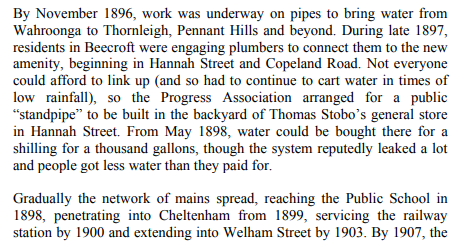 By November 1896, work was underway on pipes to bring water from
Wahroonga to Thornleigh, Pennant Hills and beyond. During late 1897,
residents in Beecroft were engaging plumbers to connect them to the new
amenity, beginning in Hannah Street and Copeland Road. Not everyone
could afford to link up (and so had to continue to cart water in times of
low rainfall), so the Progress Association arranged for a public
“standpipe” to be built in the backyard of Thomas Stobo’s general store
in Hannah Street. From May 1898, water could be bought there for a
shilling for a thousand gallons, though the system reputedly leaked a lot
and people got less water than they paid for.
Gradually the network of mains spread, reaching the Public School in
1898, penetrating into Cheltenham from 1899, servicing the railway
station by 1900 and extending into Welham Street by 1903. By 1907, the